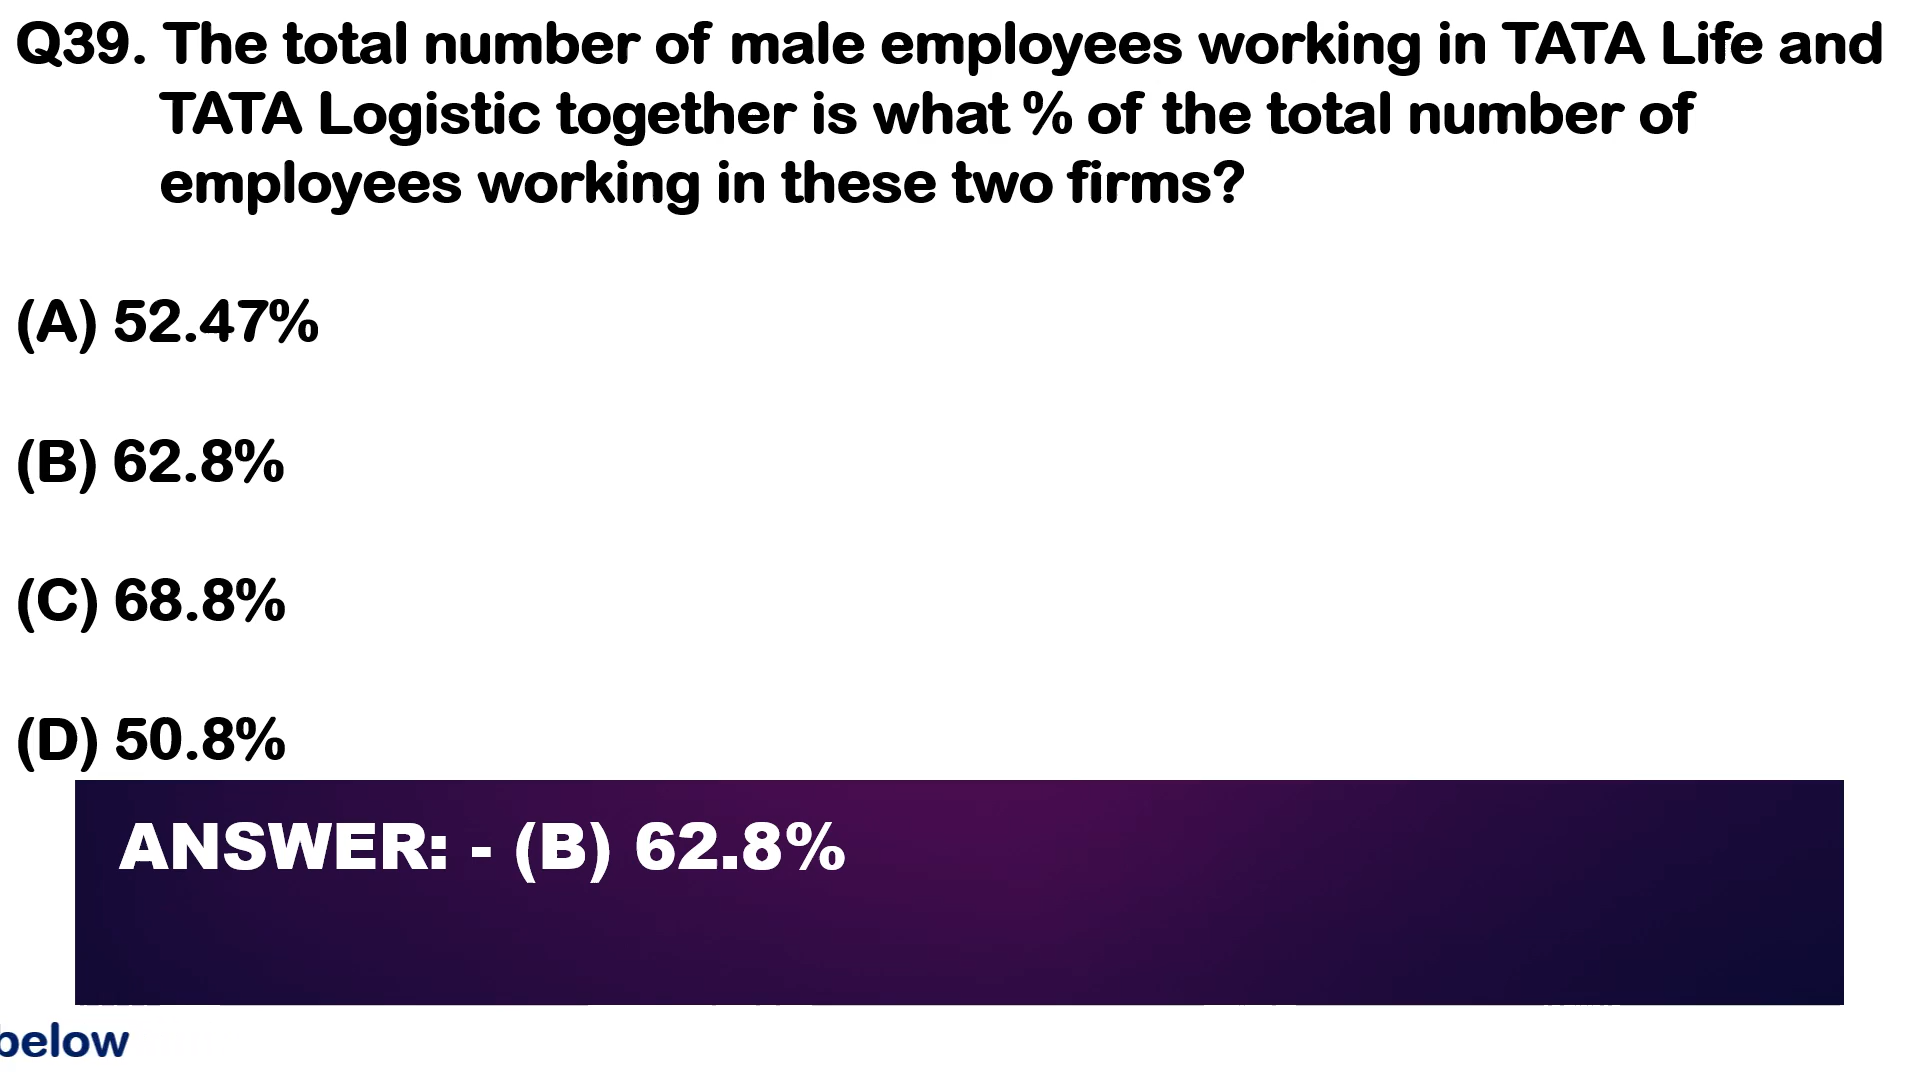 Q39. The total number of male employees working in TATA Life and
TATA Logistic together is what % of the total number of
employees working in these two firms?
(A) 52.47%
(B) 62.8%
(C) 68.8%
(D) 50.8%
ANSWER: - (B) 62.8%
below